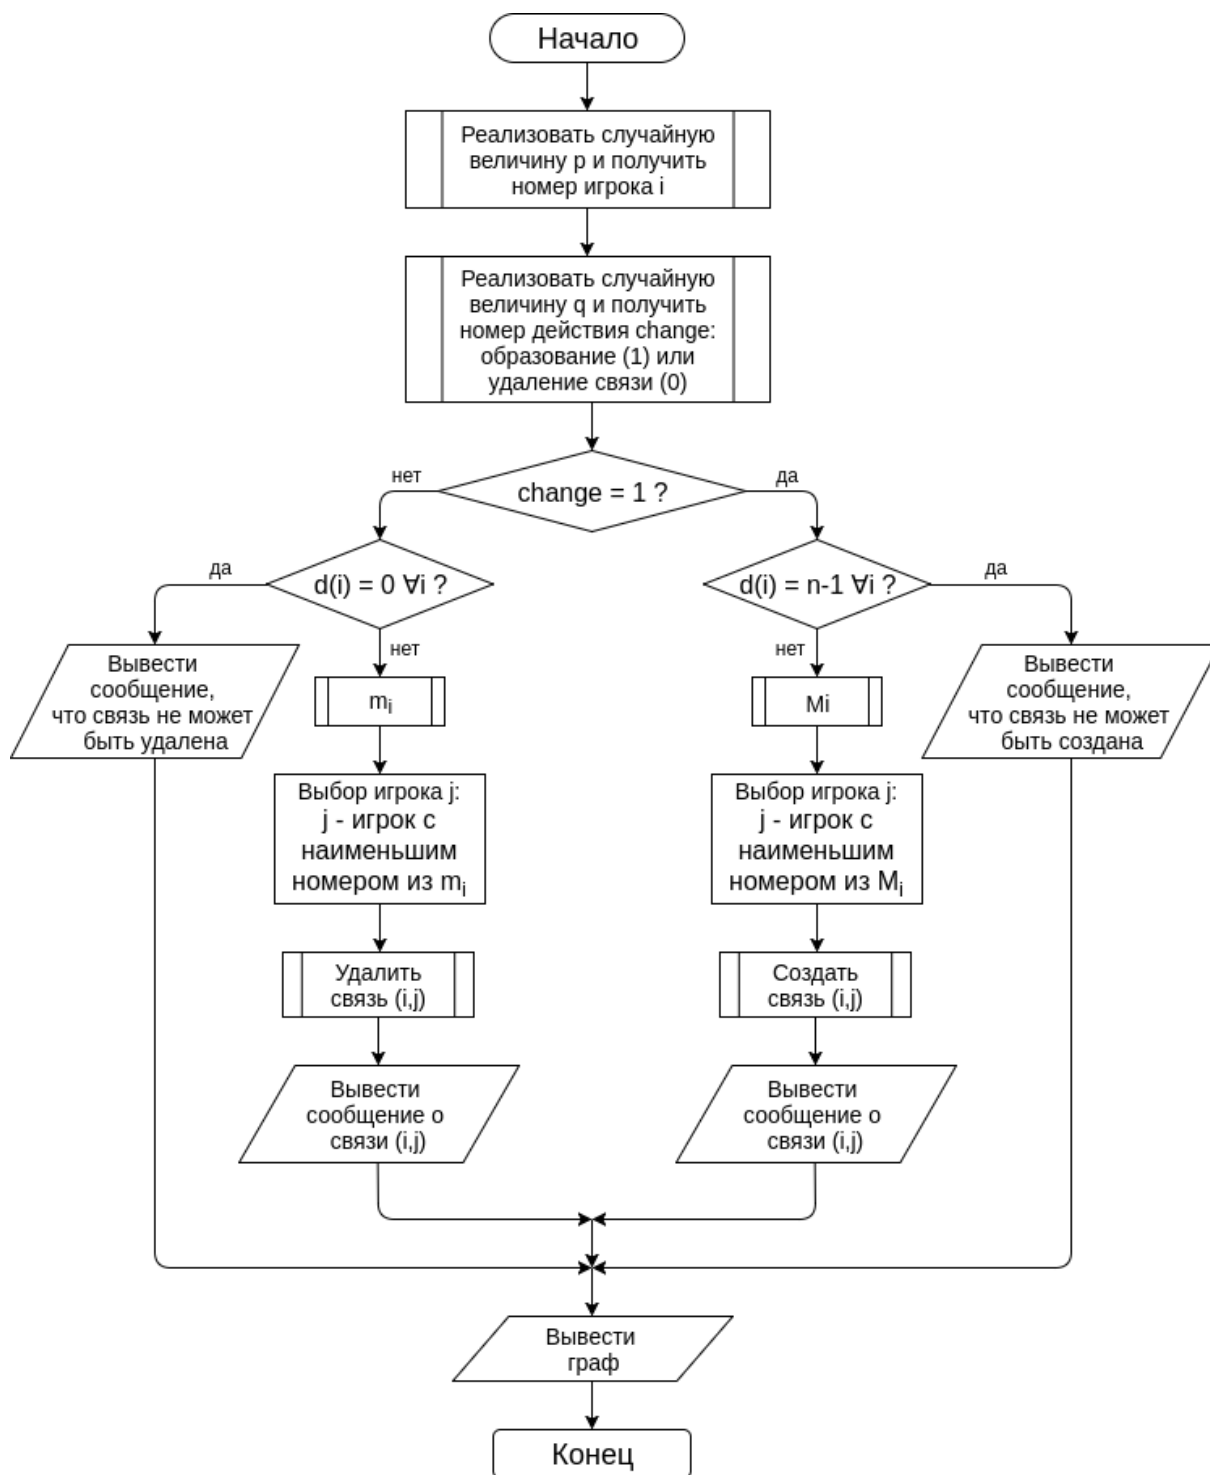 Начало
Реализовать случайную
величину p и получить
номер игрока i
Реализовать случайную
величину q и получить
номер действия change:
образование (1) или
удаление связи (0)
нет
change = 1 ?
да
да
d(i) = 0 ∀i ?
нет
d(i) = n-1 ∀i ?
да
нет
Вывести
сообщение,
что связь не может
быть удалена
mᵢ
Mi
Вывести
сообщение,
что связь не может
быть создана
Выбор игрока j:
j - игрок с
наименьшим
номером из mᵢ
Выбор игрока j:
j - игрок с
наименьшим
номером из Mᵢ
Удалить
связь (i,j)
Создать
связь (i,j)
Вывести
сообщение о
связи (i,j)
Вывести
сообщение о
связи (i,j)
Вывести
граф
Конец